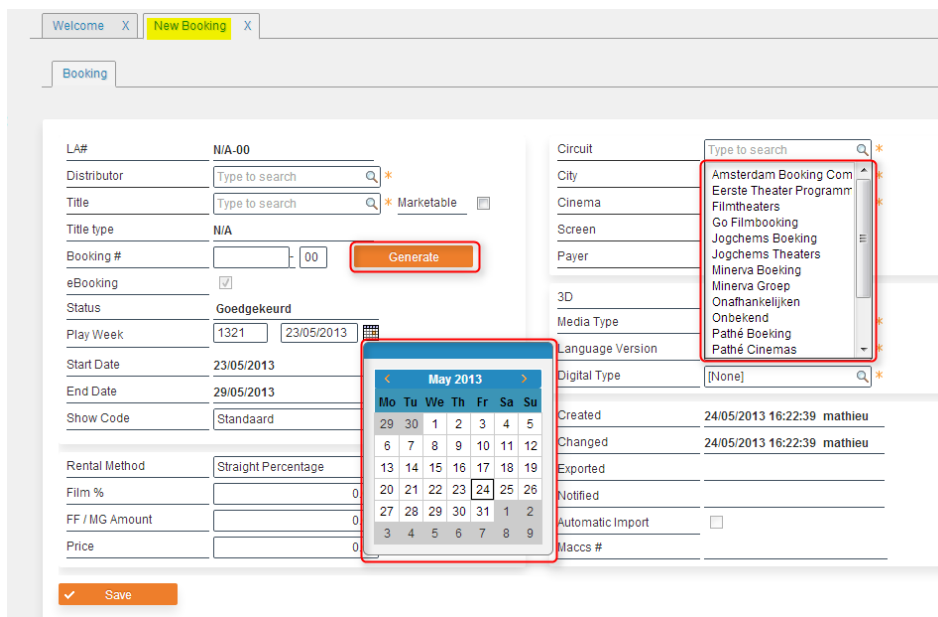 Welcome X New Booking X
Booking
LA# N/A-00
Distributor Type to search *
Title Type to search * Marketable
Title type N/A
Booking # - 00 Generate
eBooking
Status Goedgekeurd
Play Week 1321 23/05/2013
Start Date 23/05/2013
End Date 29/05/2013
Show Code Standaard
Rental Method Straight Percentage
Film % 0.
FF / MG Amount 0.
Price 0.
Save
< May 2013 >
Mo Tu We Th Fr Sa Su
29 30 1 2 3 4 5
6 7 8 9 10 11 12
13 14 15 16 17 18 19
20 21 22 23 24 25 26
27 28 29 30 31 1 2
3 4 5 6 7 8 9
Circuit Type to search *
City *
Cinema *
Screen
Payer
Amsterdam Booking Com
Eerste Theater Programm
Filmtheaters
Go Filmbooking
Jogchems Boeking
Jogchems Theaters
Minerva Boeking
Minerva Groep
Onafhankelijken
Onbekend
Pathé Boeking
Pathé Cinemas
3D
Media Type *
Language Version *
Digital Type [None] *
Created 24/05/2013 16:22:39 mathieu
Changed 24/05/2013 16:22:39 mathieu
Exported
Notified
Automatic Import
Maccs #